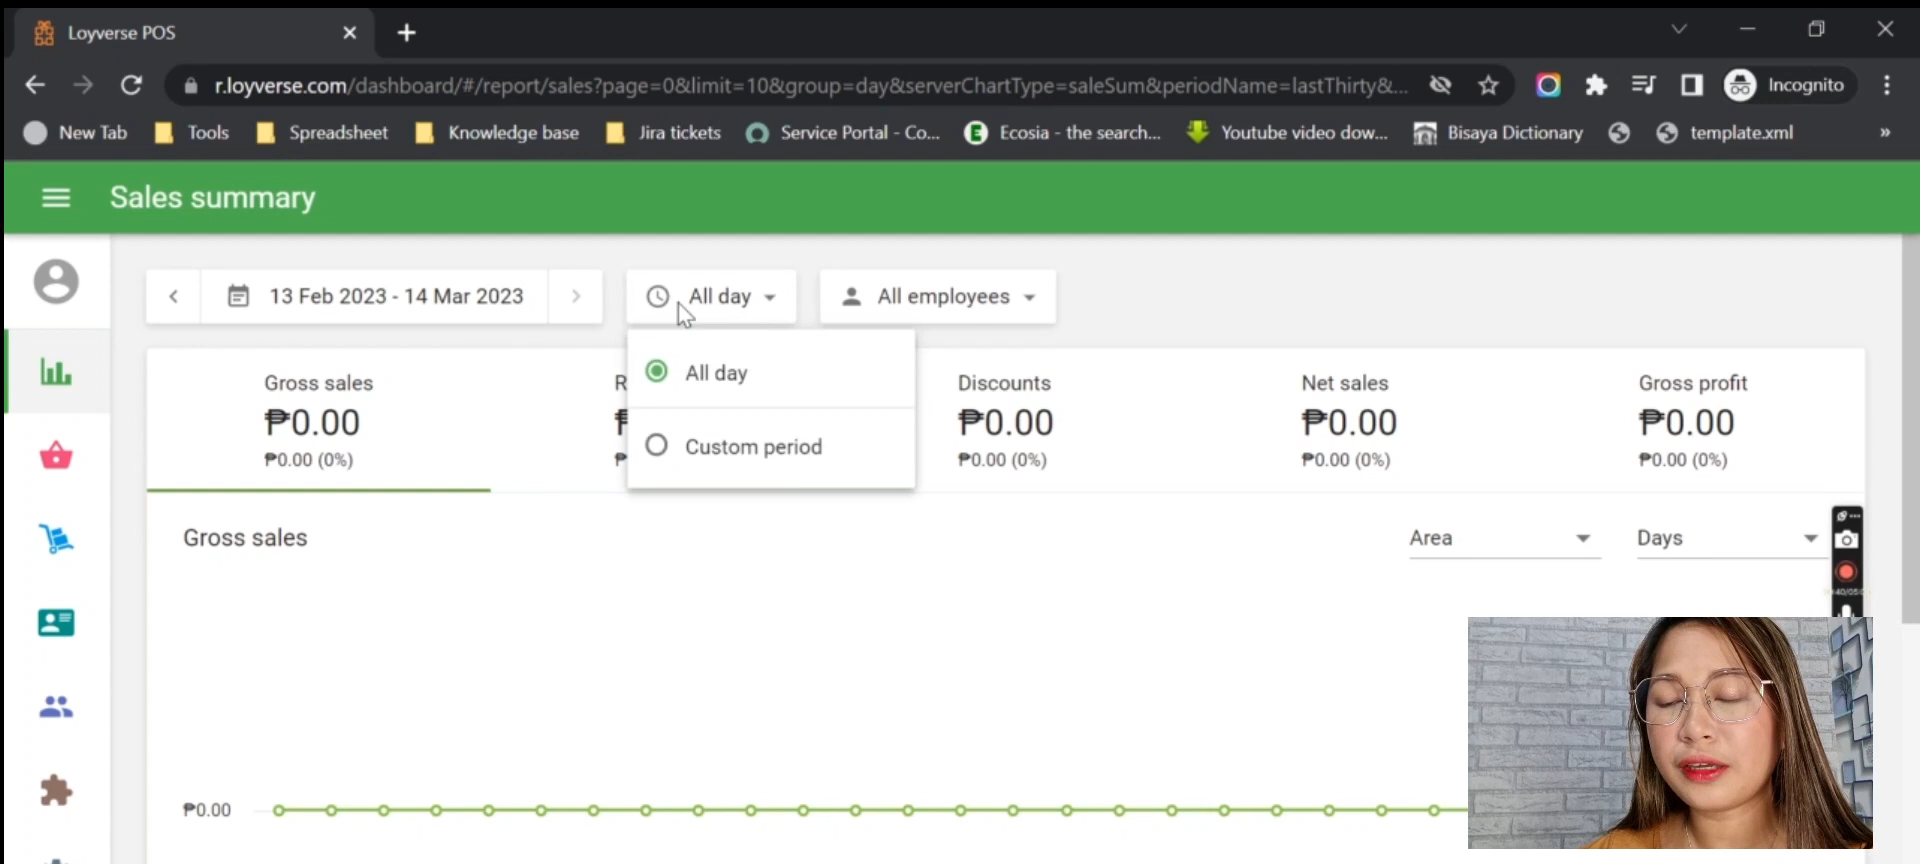 Loyverse POS
r.loyverse.com/dashboard/#/report/sales?page=0&limit=10&group=day&serverChartType=saleSum&periodName=lastThirty&...
Incognito
New Tab Tools Spreadsheet Knowledge base Jira tickets Service Portal - Co... Ecosia - the search... Youtube video dow... Bisaya Dictionary template.xml »
Sales summary
13 Feb 2023 - 14 Mar 2023 All day All employees
All day
Custom period
Gross sales
₱0.00
₱0.00 (0%)
Discounts
₱0.00
₱0.00 (0%)
Net sales
₱0.00
₱0.00 (0%)
Gross profit
₱0.00
₱0.00 (0%)
Gross sales
Area Days
₱0.00